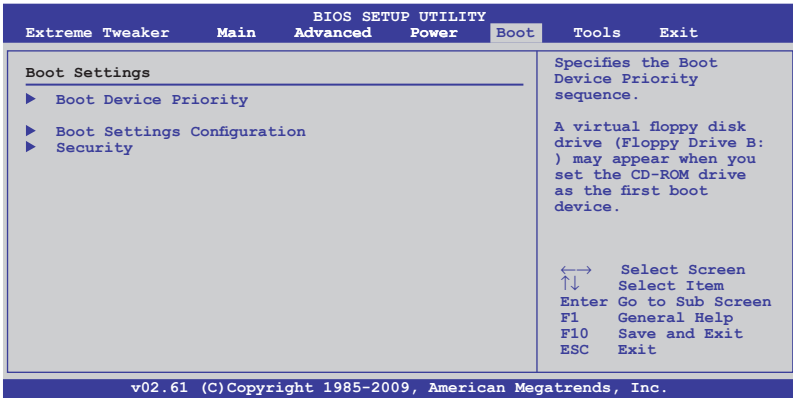 BIOS SETUP UTILITY
Extreme Tweaker Main Advanced Power Boot Tools Exit
Boot Settings
▶ Boot Device Priority
▶ Boot Settings Configuration
▶ Security
Specifies the Boot
Device Priority
sequence.
A virtual floppy disk
drive (Floppy Drive B:
) may appear when you
set the CD-ROM drive
as the first boot
device.
←→ Select Screen
↑↓ Select Item
Enter Go to Sub Screen
F1 General Help
F10 Save and Exit
ESC Exit
v02.61 (C)Copyright 1985-2009, American Megatrends, Inc.